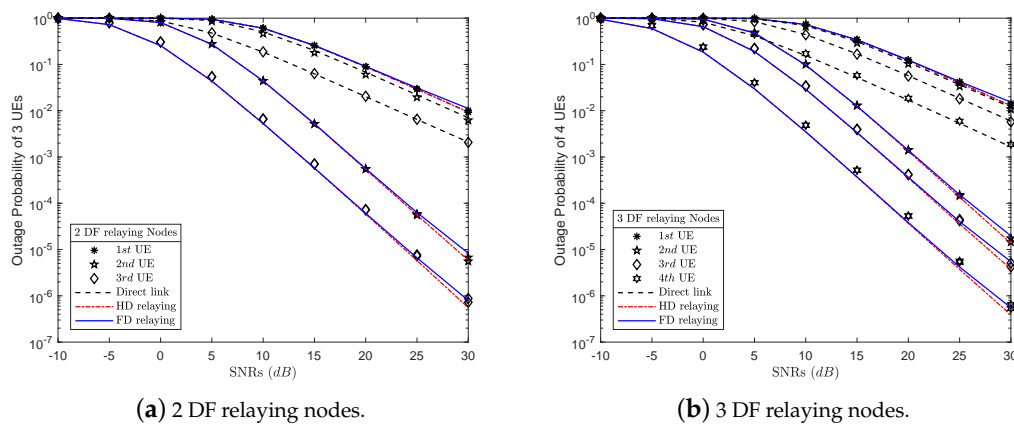 10^0
10^-1
10^-2
10^-3
10^-4
10^-5
10^-6
10^-7
Outage Probability of 3 UEs
2 DF relaying Nodes
1st UE
2nd UE
3rd UE
Direct link
HD relaying
FD relaying
-10 -5 0 5 10 15 20 25 30
SNRs (dB)
(a) 2 DF relaying nodes.
10^0
10^-1
10^-2
10^-3
10^-4
10^-5
10^-6
10^-7
Outage Probability of 4 UEs
3 DF relaying Nodes
1st UE
2nd UE
3rd UE
4th UE
Direct link
HD relaying
FD relaying
-10 -5 0 5 10 15 20 25 30
SNRs (dB)
(b) 3 DF relaying nodes.